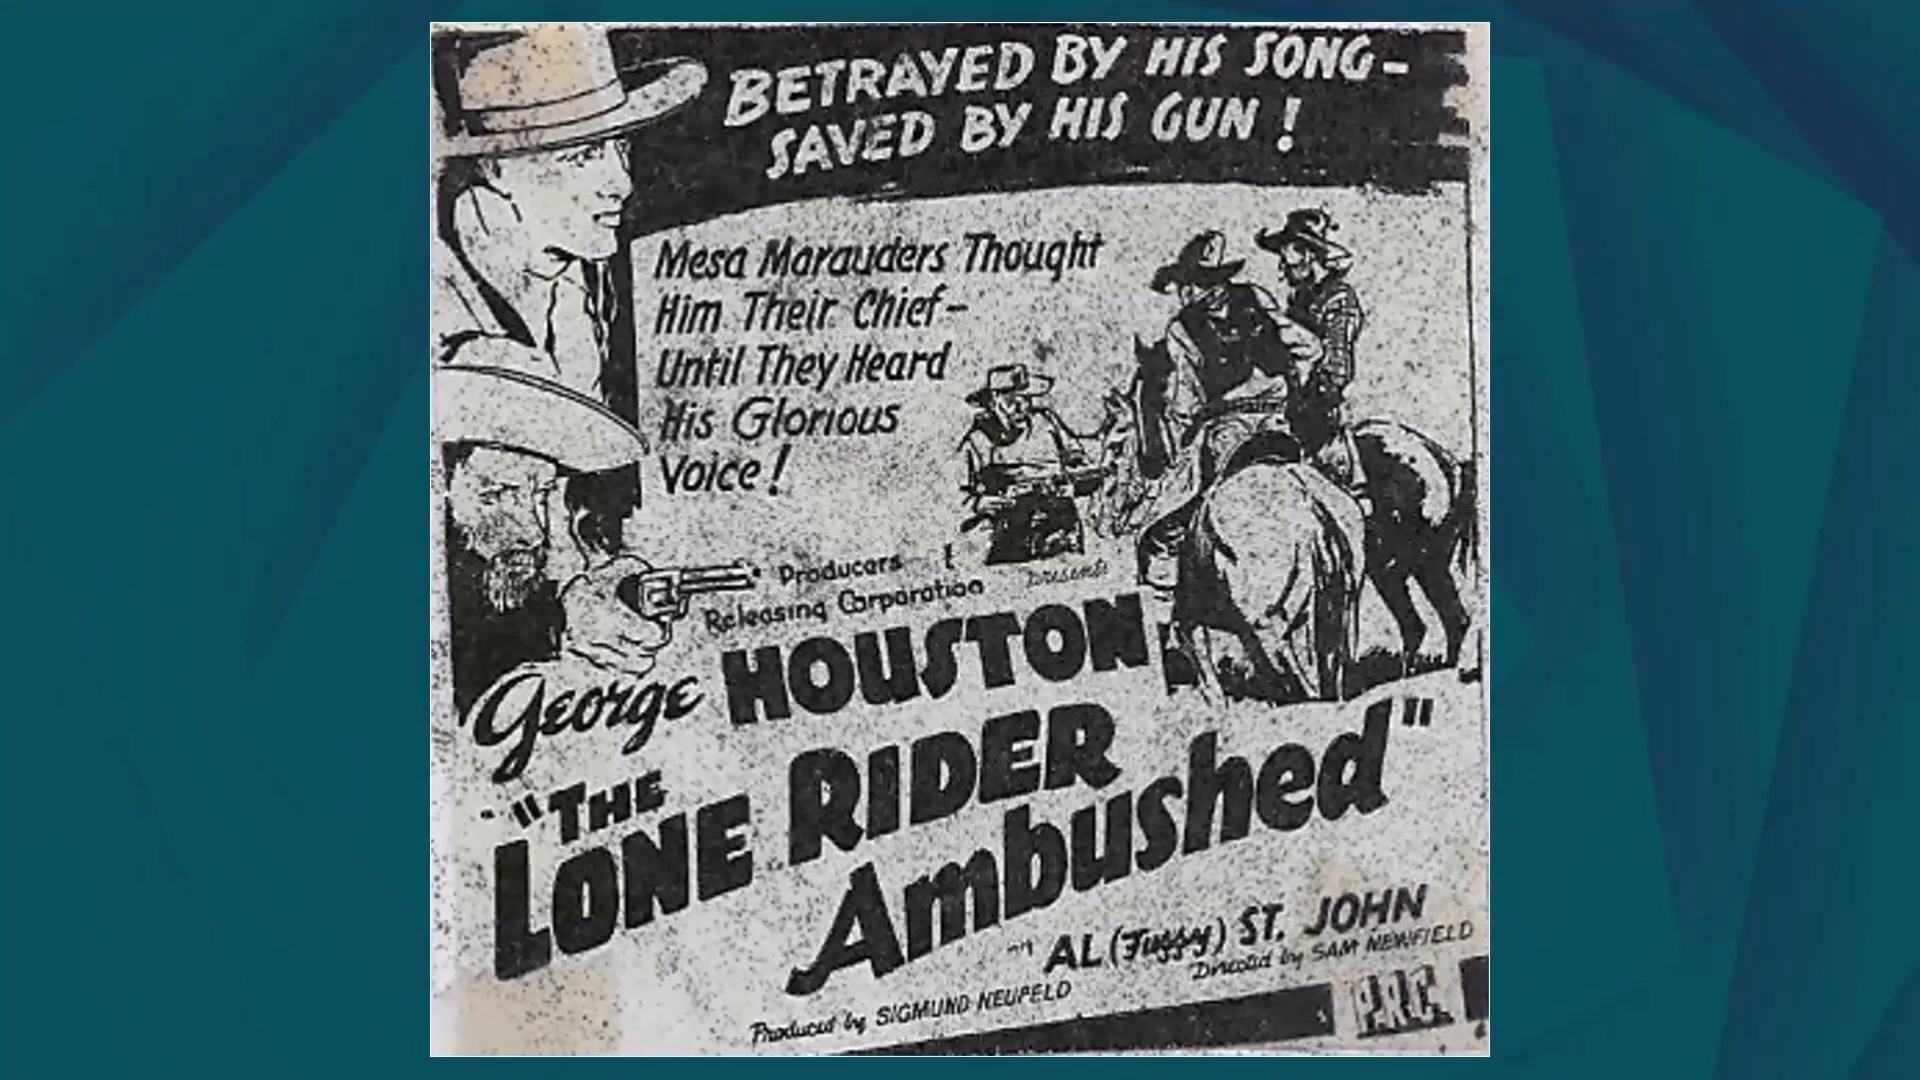 BETRAYED BY HIS SONG-
SAVED BY HIS GUN!
Mesa Marauders Thought
Him Their Chief-
Until They Heard
His Glorious
Voice!
Producers
Releasing Corporation presents
George HOUSTON
"THE
LONE RIDER
Ambushed"
AL (Fuzzy) ST. JOHN
Directed by SAM NEWFIELD
Produced by SIGMUND NEUFELD
P.R.C.